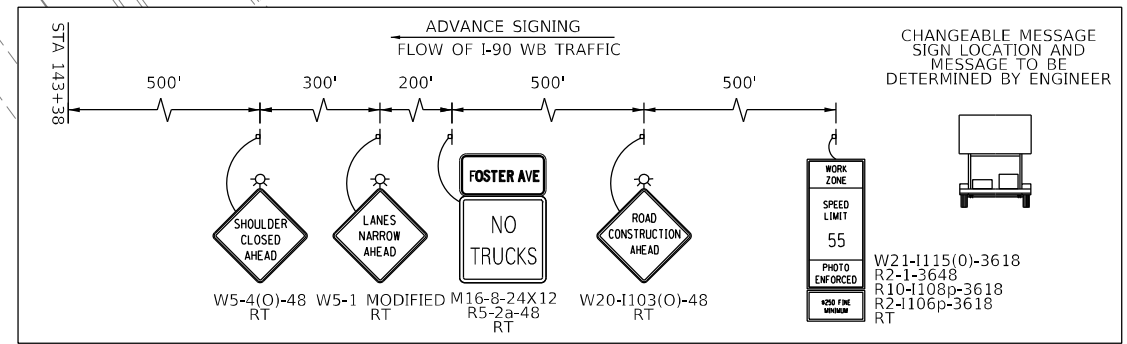 STA 143+38
ADVANCE SIGNING
FLOW OF I-90 WB TRAFFIC
CHANGEABLE MESSAGE
SIGN LOCATION AND
MESSAGE TO BE
DETERMINED BY ENGINEER
500'
300'
200'
500'
500'
SHOULDER
CLOSED
AHEAD
W5-4(O)-48
RT
LANES
NARROW
AHEAD
W5-1 MODIFIED
RT
FOSTER AVE
NO
TRUCKS
M16-8-24X12
R5-2a-48
RT
ROAD
CONSTRUCTION
AHEAD
W20-I103(O)-48
RT
WORK
ZONE
SPEED
LIMIT
55
PHOTO
ENFORCED
$250 FINE
MINIMUM
W21-I115(0)-3618
R2-1-3648
R10-I108p-3618
R2-I106p-3618
RT